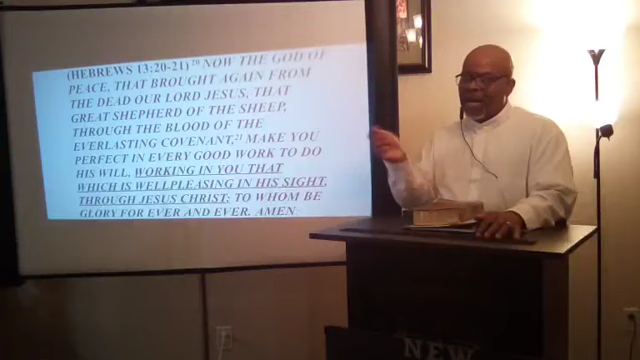 (HEBREWS 13:20-21) 20 NOW THE GOD OF
PEACE, THAT BROUGHT AGAIN FROM
THE DEAD OUR LORD JESUS, THAT
GREAT SHEPHERD OF THE SHEEP,
THROUGH THE BLOOD OF THE
EVERLASTING COVENANT, 21 MAKE YOU
PERFECT IN EVERY GOOD WORK TO DO
HIS WILL, WORKING IN YOU THAT
WHICH IS WELLPLEASING IN HIS SIGHT,
THROUGH JESUS CHRIST; TO WHOM BE
GLORY FOR EVER AND EVER. AMEN
NEW